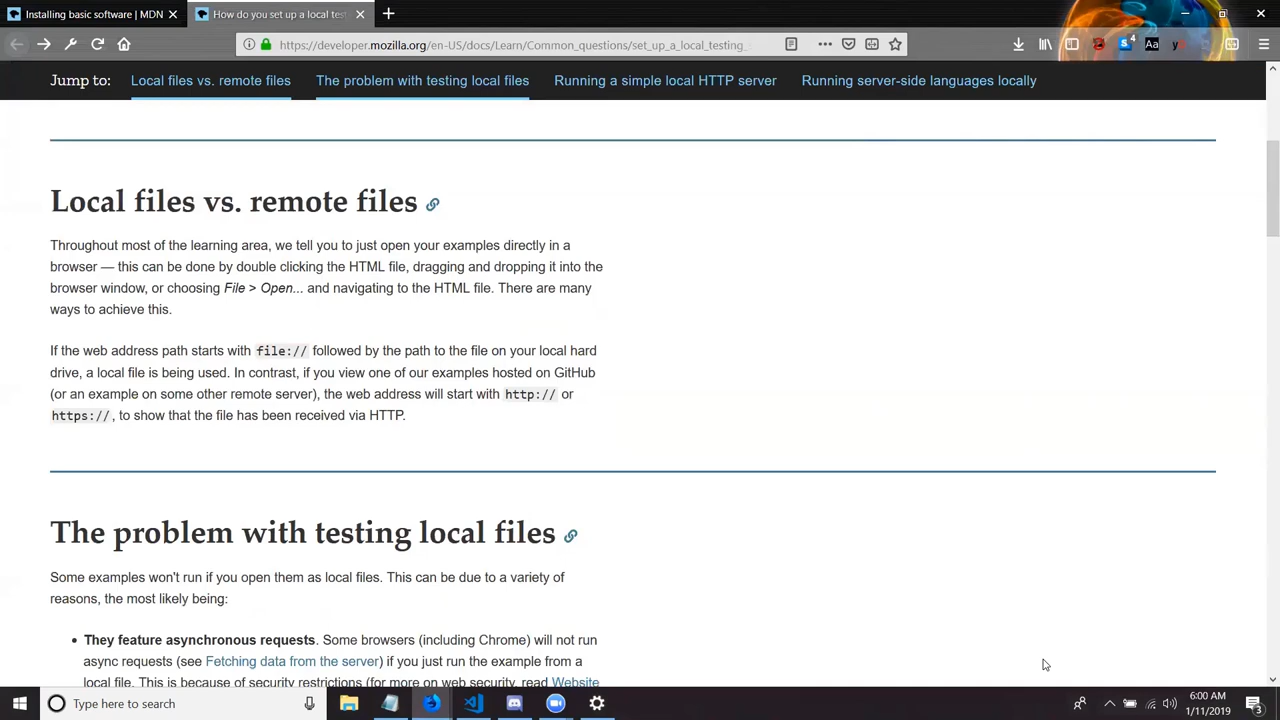 Installing basic software | MDN
How do you set up a local test
https://developer.mozilla.org/en-US/docs/Learn/Common_questions/set_up_a_local_testing_
4
Aa
Jump to:
Local files vs. remote files
The problem with testing local files
Running a simple local HTTP server
Running server-side languages locally
Local files vs. remote files
Throughout most of the learning area, we tell you to just open your examples directly in a
browser — this can be done by double clicking the HTML file, dragging and dropping it into the
browser window, or choosing File > Open... and navigating to the HTML file. There are many
ways to achieve this.
If the web address path starts with file:// followed by the path to the file on your local hard
drive, a local file is being used. In contrast, if you view one of our examples hosted on GitHub
(or an example on some other remote server), the web address will start with http:// or
https://, to show that the file has been received via HTTP.
The problem with testing local files
Some examples won't run if you open them as local files. This can be due to a variety of
reasons, the most likely being:
• They feature asynchronous requests. Some browsers (including Chrome) will not run
async requests (see Fetching data from the server) if you just run the example from a
local file. This is because of security restrictions (for more on web security, read Website
Type here to search
6:00 AM
1/11/2019
3